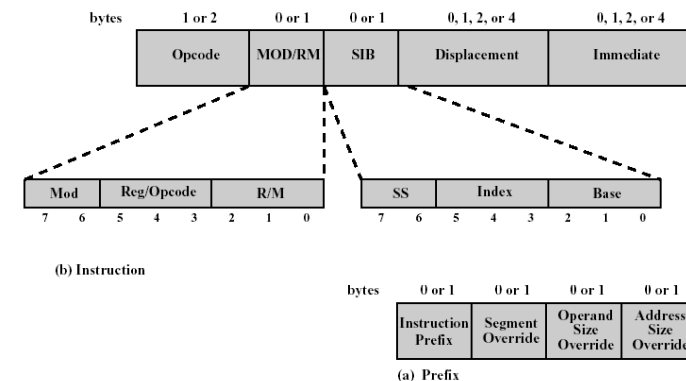 bytes 1 or 2 0 or 1 0 or 1 0, 1, 2, or 4 0, 1, 2, or 4
Opcode MOD/RM SIB Displacement Immediate
Mod Reg/Opcode R/M SS Index Base
7 6 5 4 3 2 1 0 7 6 5 4 3 2 1 0
(b) Instruction
bytes 0 or 1 0 or 1 0 or 1 0 or 1
Instruction Prefix
Segment Override
Operand Size Override
Address Size Override
(a) Prefix